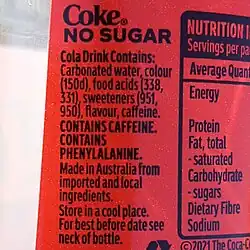 Coke®
NO SUGAR
Cola Drink Contains:
Carbonated water, colour
(150d), food acids (338,
331), sweeteners (951,
950), flavour, caffeine.
CONTAINS CAFFEINE.
CONTAINS
PHENYLALANINE.
Made in Australia from
imported and local
ingredients.
Store in a cool place.
For best before date see
neck of bottle.
NUTRITION
Servings per
Average
Energy
Protein
Fat, total
- saturated
Carbohydrate
- sugars
Dietary Fibre
Sodium
©2021 The